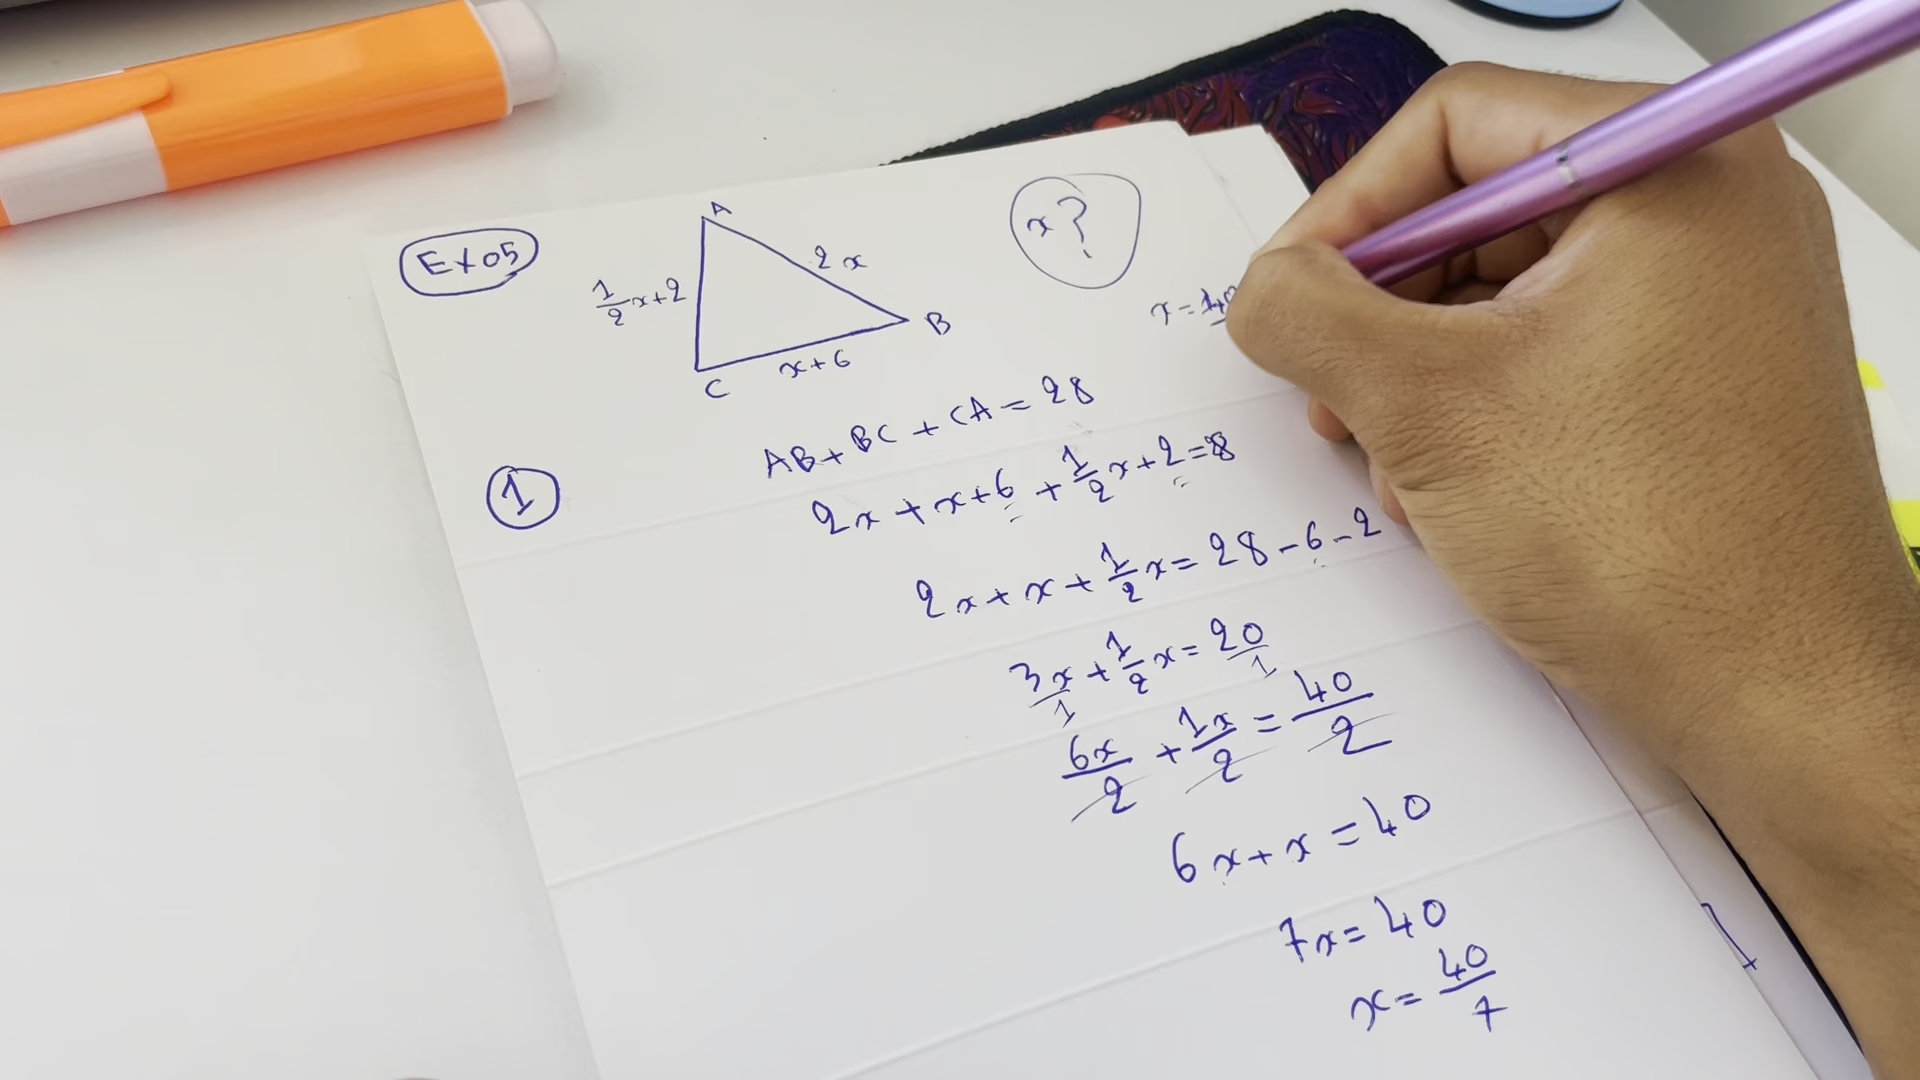 Ex05
A
x?
2x
1/2x+2
B
x=40
x+6
C
AB+BC+CA=28
1
2x+x+6+1/2x+2=28
2x+x+1/2x=28-6-2
3x/1+1/2x=20/1
6x/2+1x/2=40/2
6x+x=40
7x=40
x=40/7